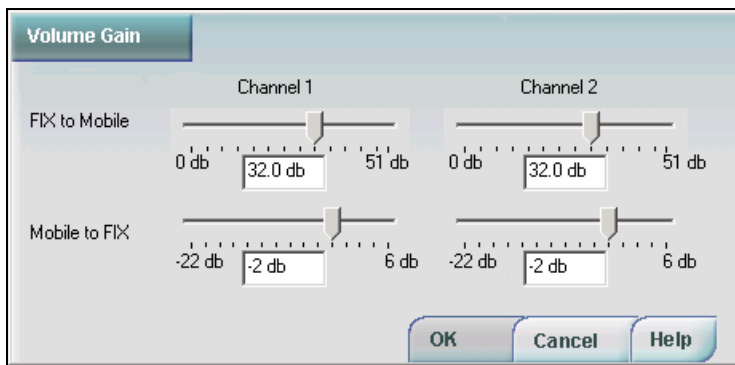 Volume Gain
Channel 1 Channel 2
FIX to Mobile
0 db 32.0 db 51 db 0 db 32.0 db 51 db
Mobile to FIX
-22 db -2 db 6 db -22 db -2 db 6 db
OK Cancel Help